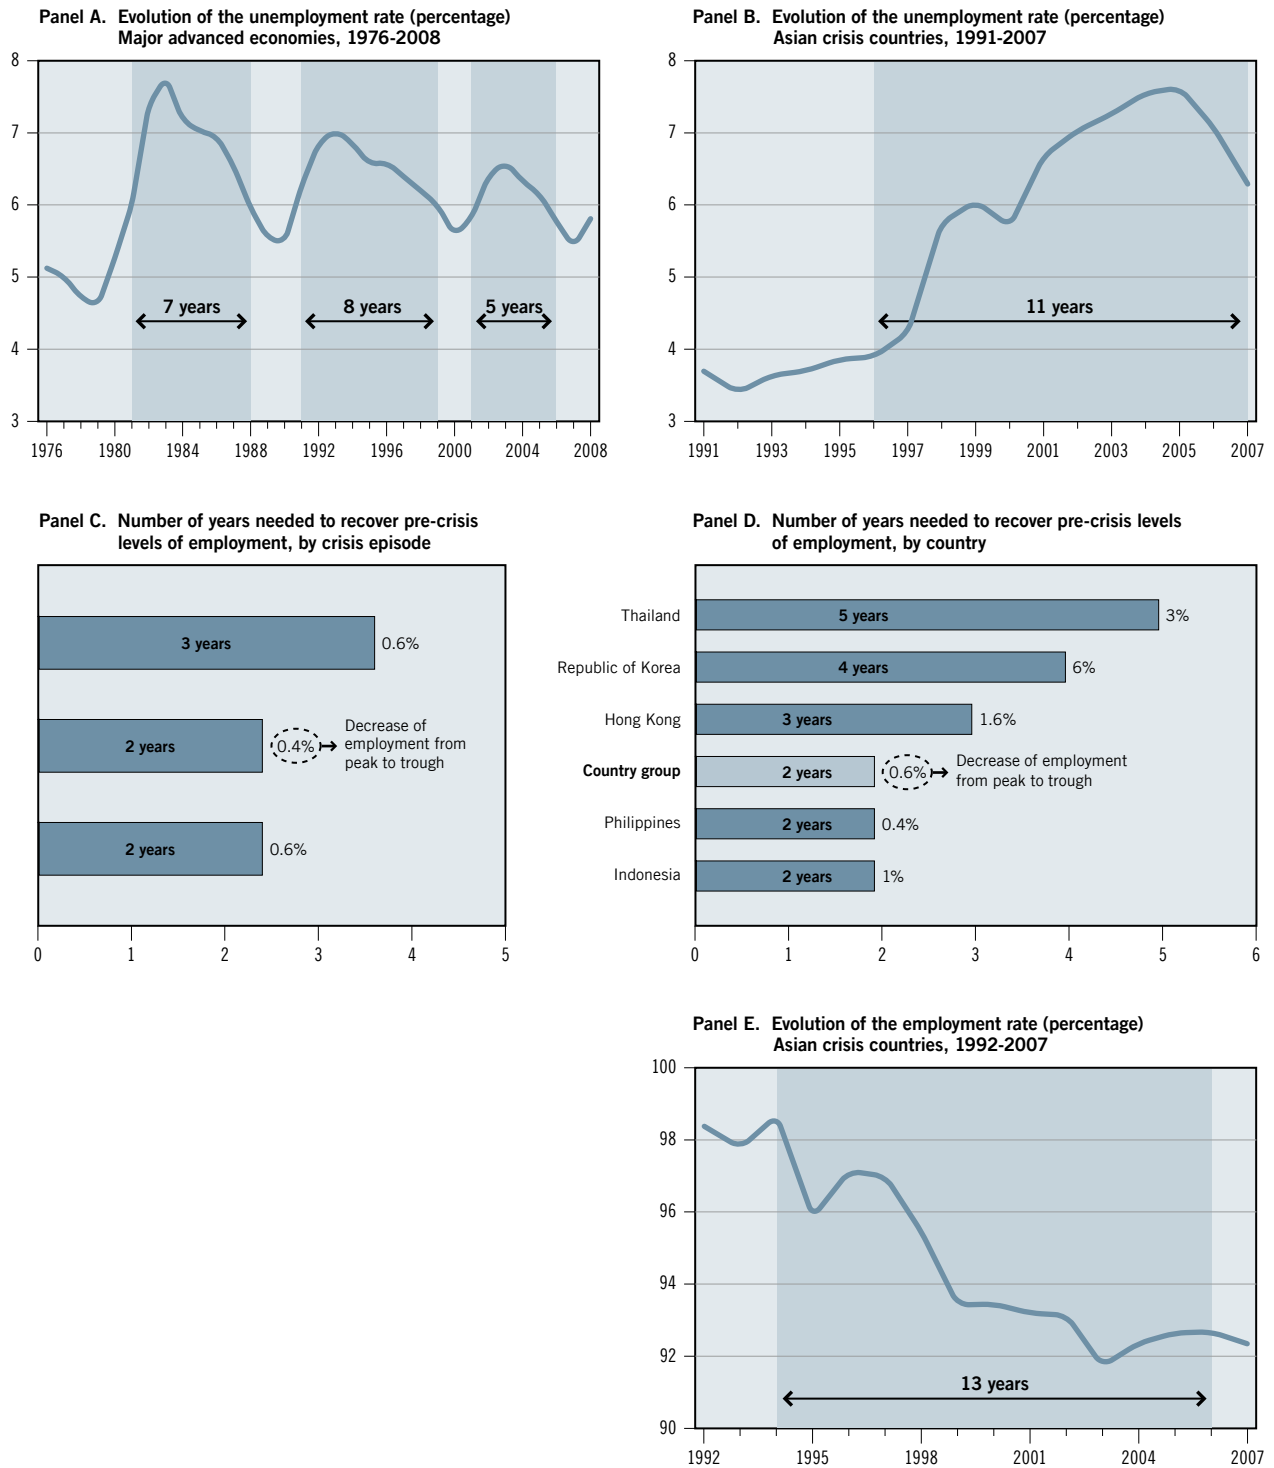 Panel A. Evolution of the unemployment rate (percentage)
Major advanced economies, 1976-2008
8
7
6
5
4
3
7 years
8 years
5 years
1976 1980 1984 1988 1992 1996 2000 2004 2008
Panel B. Evolution of the unemployment rate (percentage)
Asian crisis countries, 1991-2007
8
7
6
5
4
3
11 years
1991 1993 1995 1997 1999 2001 2003 2005 2007
Panel C. Number of years needed to recover pre-crisis
levels of employment, by crisis episode
3 years 0.6%
2 years 0.4%
Decrease of
employment from
peak to trough
2 years 0.6%
0 1 2 3 4 5
Panel D. Number of years needed to recover pre-crisis levels
of employment, by country
Thailand 5 years 3%
Republic of Korea 4 years 6%
Hong Kong 3 years 1.6%
Country group 2 years 0.6%
Decrease of employment
from peak to trough
Philippines 2 years 0.4%
Indonesia 2 years 1%
0 1 2 3 4 5 6
Panel E. Evolution of the employment rate (percentage)
Asian crisis countries, 1992-2007
100
98
96
94
92
90
13 years
1992 1995 1998 2001 2004 2007